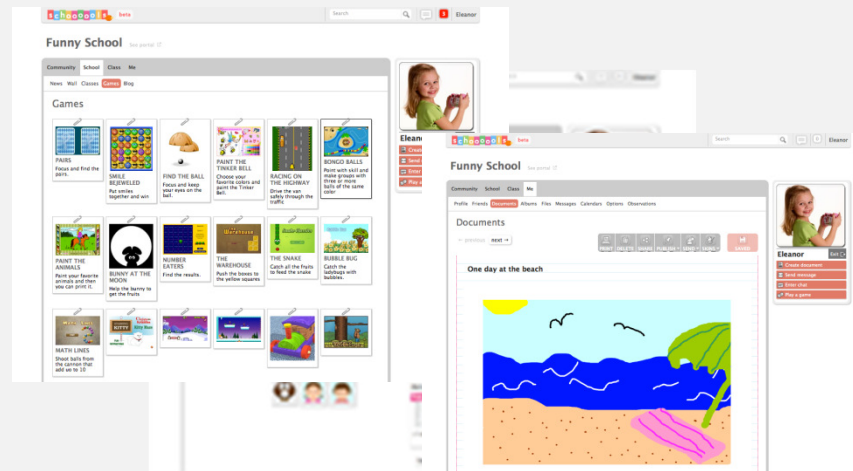 schoooools beta
Search
Eleanor
Funny School See portal
Community School Class Me
News Wall Classes Games Blog
Games
PAIRS
Focus and find the pairs.
SMILE BEJEWELED
Put smiles together and win
FIND THE BALL
Focus and keep your eyes on the ball.
PAINT THE TINKER BELL
Choose your favorite colors and paint the Tinker Bell.
RACING ON THE HIGHWAY
Drive the van safely through the traffic
BONGO BALLS
Paint with skill and make groups with three or more balls of the same color
PAINT THE ANIMALS
Paint your favorite animals and then you can print it.
BUNNY AT THE MOON
Help the bunny to get the fruits
NUMBER EATERS
Find the results.
THE WAREHOUSE
Push the boxes to the yellow squares
THE SNAKE
Catch all the fruits to feed the snake
BUBBLE BUG
Catch the ladybugs with bubbles.
MATH LINES
Shoot balls from the cannon that add up to 10
Search
Eleanor
Funny School See portal
Community School Class Me
Profile Friends Documents Albums Files Messages Calendars Options Observations
Documents
← previous next →
PRINT DELETE SHARE PUBLISH SEND
One day at the beach
Eleanor Exit
Create document
Send message
Enter chat
Play a game